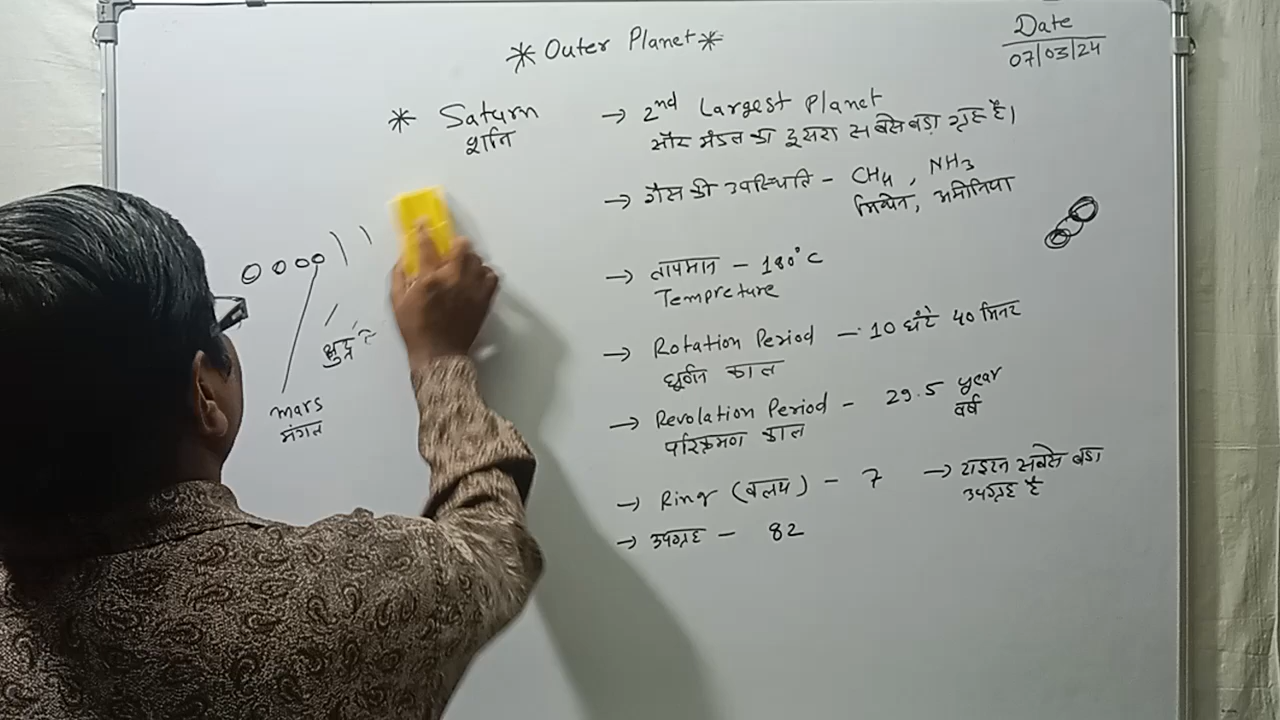 * Outer Planet *
Date
07/03/24
* Saturn
शनि
→ 2nd Largest Planet
सौर मंडल का दूसरा सबसे बड़ा ग्रह है।
→ गैस की उपस्थिति - CH4, NH3
मिथेन, अमोनिया
→ तापमान - 180°C
Tempreture
→ Rotation Period - 10 घंटे 40 मिनट
घूर्णन काल
→ Revolation Period - 29.5 year
वर्ष
परिक्रमण काल
→ Ring (वलय) - 7
→ टाइटन सबसे बड़ा
उपग्रह है
→ उपग्रह - 82
क्षुद्र
mars
मंगल